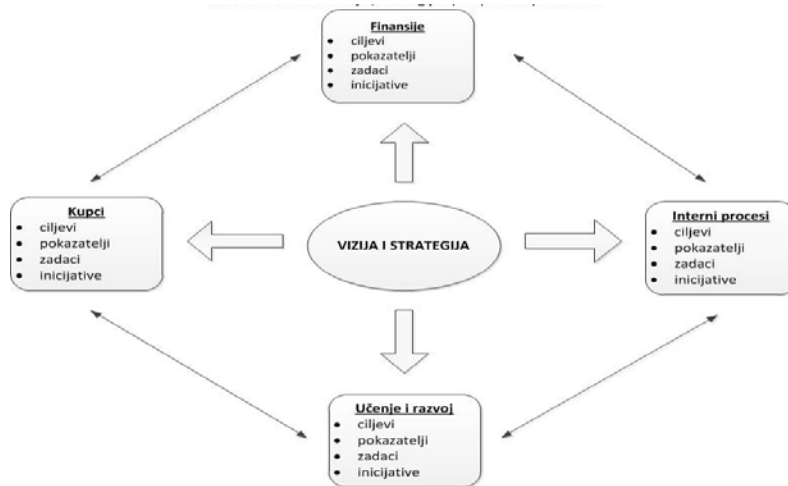 Finansije
• ciljevi
• pokazatelji
• zadaci
• inicijative
Kupci
• ciljevi
• pokazatelji
• zadaci
• inicijative
VIZIJA I STRATEGIJA
Interni procesi
• ciljevi
• pokazatelji
• zadaci
• inicijative
Učenje i razvoj
• ciljevi
• pokazatelji
• zadaci
• inicijative